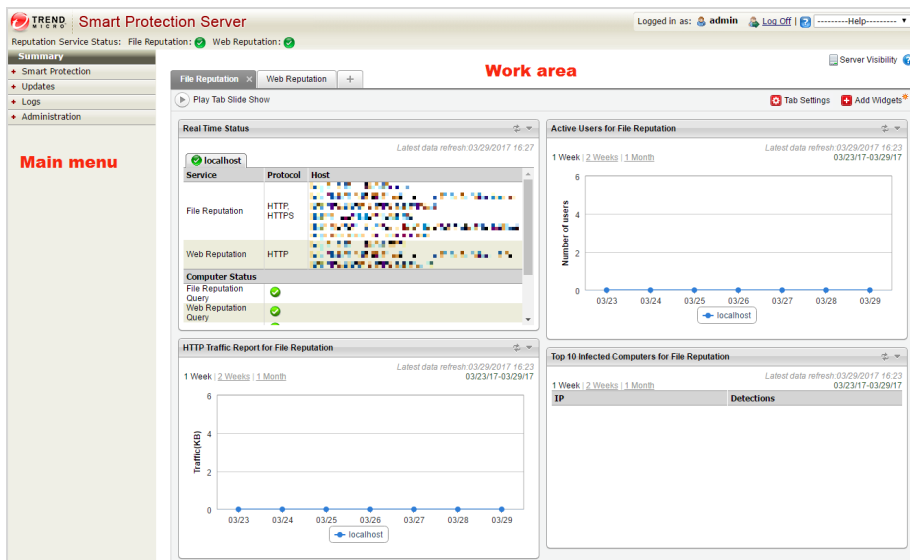 TREND MICRO Smart Protection Server
Logged in as: admin Log Off | ? ---------Help---------
Reputation Service Status: File Reputation: Web Reputation:
Summary
Smart Protection
Updates
Logs
Administration
Main menu
Server Visibility ?
Work area
File Reputation × Web Reputation +
Play Tab Slide Show
Tab Settings Add Widgets
Real Time Status
Latest data refresh:03/29/2017 16:27
localhost
Service Protocol Host
File Reputation HTTP, HTTPS
Web Reputation HTTP
Computer Status
File Reputation Query
Web Reputation Query
Active Users for File Reputation
Latest data refresh:03/29/2017 16:23
1 Week | 2 Weeks | 1 Month 03/23/17-03/29/17
Number of users
6
4
2
0
03/23 03/24 03/25 03/26 03/27 03/28 03/29
localhost
HTTP Traffic Report for File Reputation
Latest data refresh:03/29/2017 16:23
1 Week | 2 Weeks | 1 Month 03/23/17-03/29/17
Traffic(KB)
6
4
2
0
03/23 03/24 03/25 03/26 03/27 03/28 03/29
localhost
Top 10 Infected Computers for File Reputation
Latest data refresh:03/29/2017 16:23
1 Week | 2 Weeks | 1 Month 03/23/17-03/29/17
IP Detections